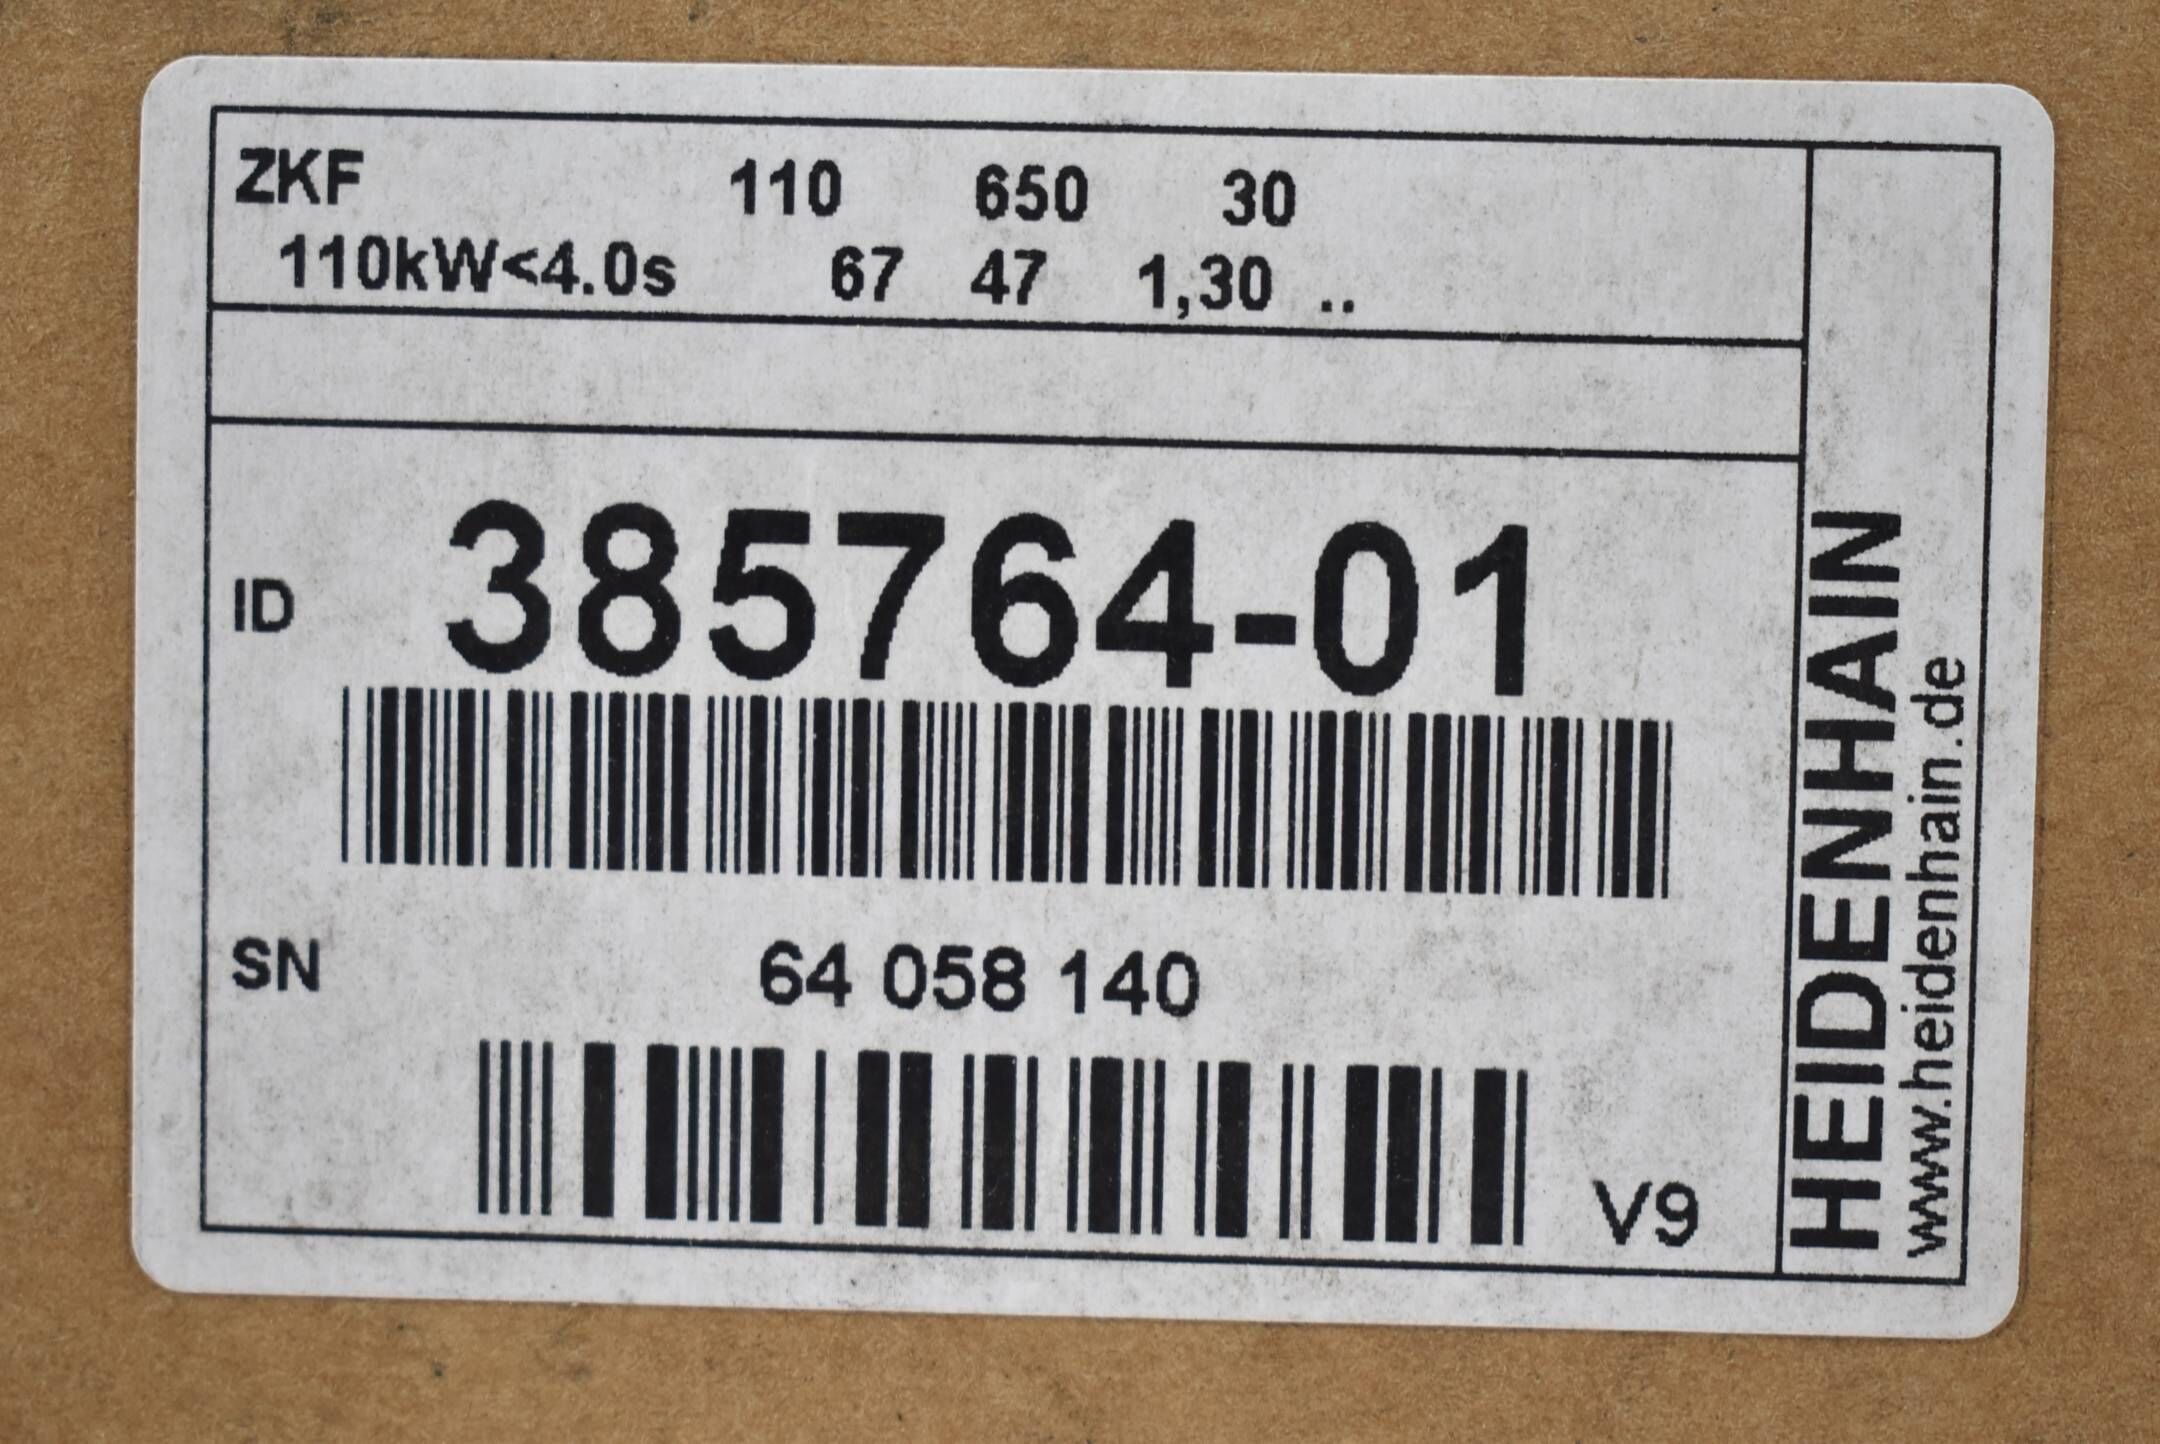 ZKF 110 650 30
110kW<4.0s 67 47 1,30 ..
ID 385764-01
SN 64 058 140
V9
HEIDENHAIN
www.heidenhain.de